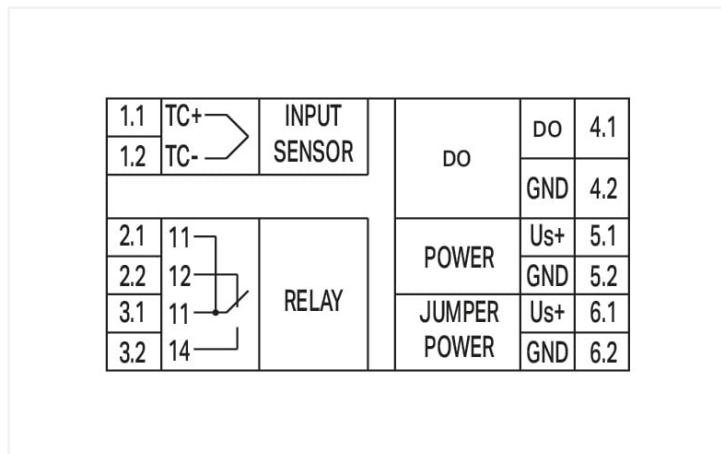 1.1 TC+ INPUT
1.2 TC- SENSOR
2.1 11
2.2 12
3.1 11
3.2 14
RELAY
DO
DO 4.1
GND 4.2
POWER
Us+ 5.1
GND 5.2
JUMPER
POWER
Us+ 6.1
GND 6.2